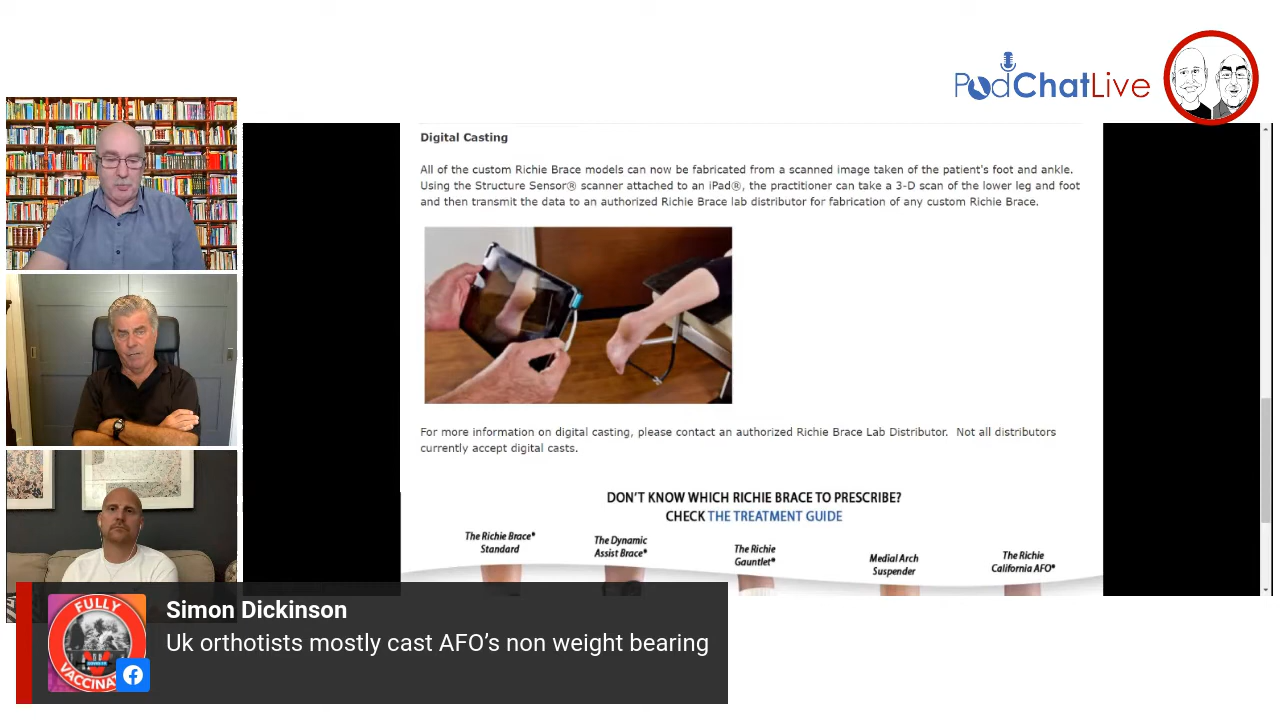 PodChatLive
Digital Casting
All of the custom Richie Brace models can now be fabricated from a scanned image taken of the patient's foot and ankle.
Using the Structure Sensor® scanner attached to an iPad®, the practitioner can take a 3-D scan of the lower leg and foot
and then transmit the data to an authorized Richie Brace lab distributor for fabrication of any custom Richie Brace.
For more information on digital casting, please contact an authorized Richie Brace Lab Distributor. Not all distributors
currently accept digital casts.
DON'T KNOW WHICH RICHIE BRACE TO PRESCRIBE?
CHECK THE TREATMENT GUIDE
The Richie Brace®
Standard
The Dynamic
Assist Brace®
The Richie
Gauntlet®
Medial Arch
Suspender
The Richie
California AFO®
FULLY
VACCINA
Simon Dickinson
Uk orthotists mostly cast AFO’s non weight bearing